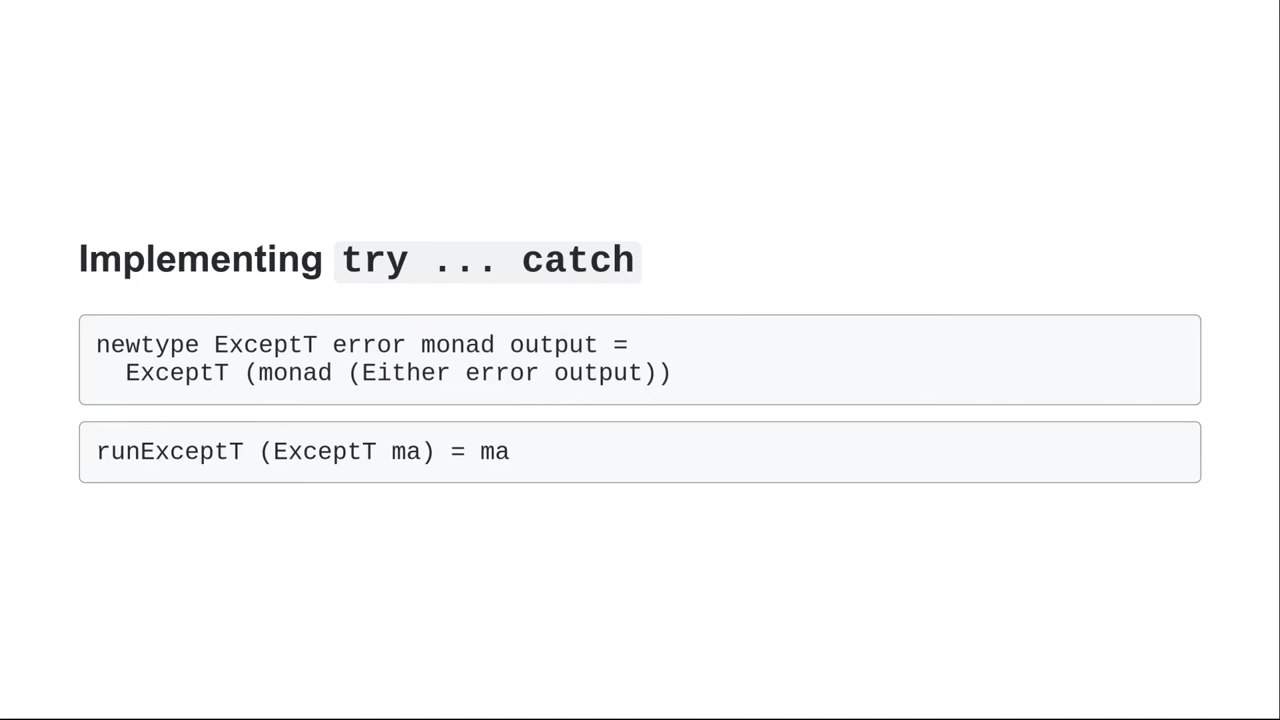 Implementing try ... catch
newtype ExceptT error monad output =
  ExceptT (monad (Either error output))
runExceptT (ExceptT ma) = ma